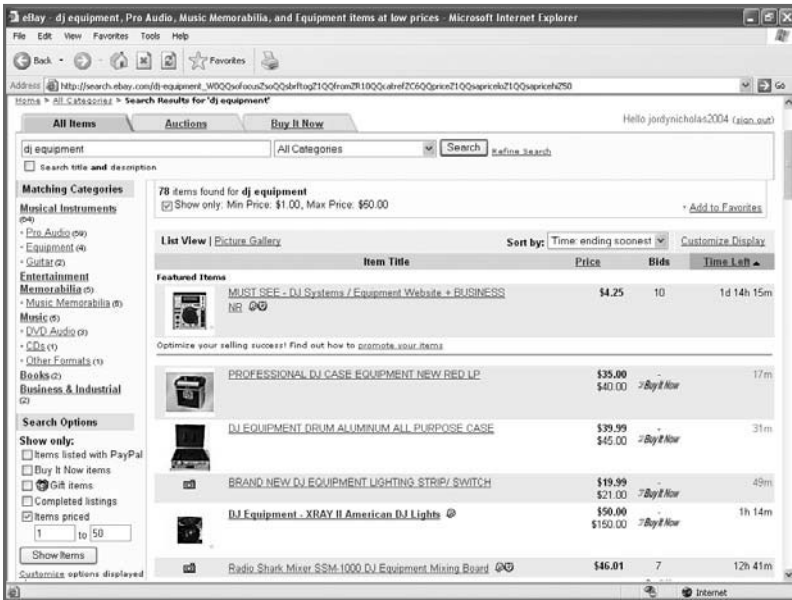 eBay - dj equipment, Pro Audio, Music Memorabilia, and Equipment items at low prices - Microsoft Internet Explorer
File Edit View Favorites Tools Help
Back Favorites
Address http://search.ebay.com/dj-equipment_W0QQsofocusZsoQQsbrftogZ1QQfromZR10QQcatrefZC6QQpriceZ1QQsapriceloZ1QQsapricehiZ50 Go
Home > All Categories > Search Results for 'dj equipment'
All Items Auctions Buy It Now Hello jordynicholas2004 (sign out)
dj equipment All Categories Search Refine Search
Search title and description
Matching Categories
Musical Instruments
(64)
· Pro Audio (59)
· Equipment (4)
· Guitar (2)
Entertainment
Memorabilia (5)
· Music Memorabilia (5)
Music (5)
· DVD Audio (3)
· CDs (1)
· Other Formats (1)
Books (2)
Business & Industrial
(2)
Search Options
Show only:
Items listed with PayPal
Buy It Now items
Gift items
Completed listings
Items priced
1 to 50
Show Items
Customize options displayed
78 items found for dj equipment
Show only: Min Price: $1.00, Max Price: $50.00
· Add to Favorites
List View | Picture Gallery Sort by: Time: ending soonest Customize Display
Item Title Price Bids Time Left
Featured Items
MUST SEE - DJ Systems / Equipment Website + BUSINESS $4.25 10 1d 14h 15m
NR
Optimize your selling success! Find out how to promote your items
PROFESSIONAL DJ CASE EQUIPMENT NEW RED LP $35.00 - 17m
$40.00 Buy It Now
DJ EQUIPMENT DRUM ALUMINUM ALL PURPOSE CASE $39.99 - 31m
$45.00 Buy It Now
BRAND NEW DJ EQUIPMENT LIGHTING STRIP/ SWITCH $19.99 - 49m
$21.00 Buy It Now
DJ Equipment - XRAY II American DJ Lights $50.00 - 1h 14m
$150.00 Buy It Now
Radio Shark Mixer SSM-1000 DJ Equipment Mixing Board $46.01 7 12h 41m
Internet